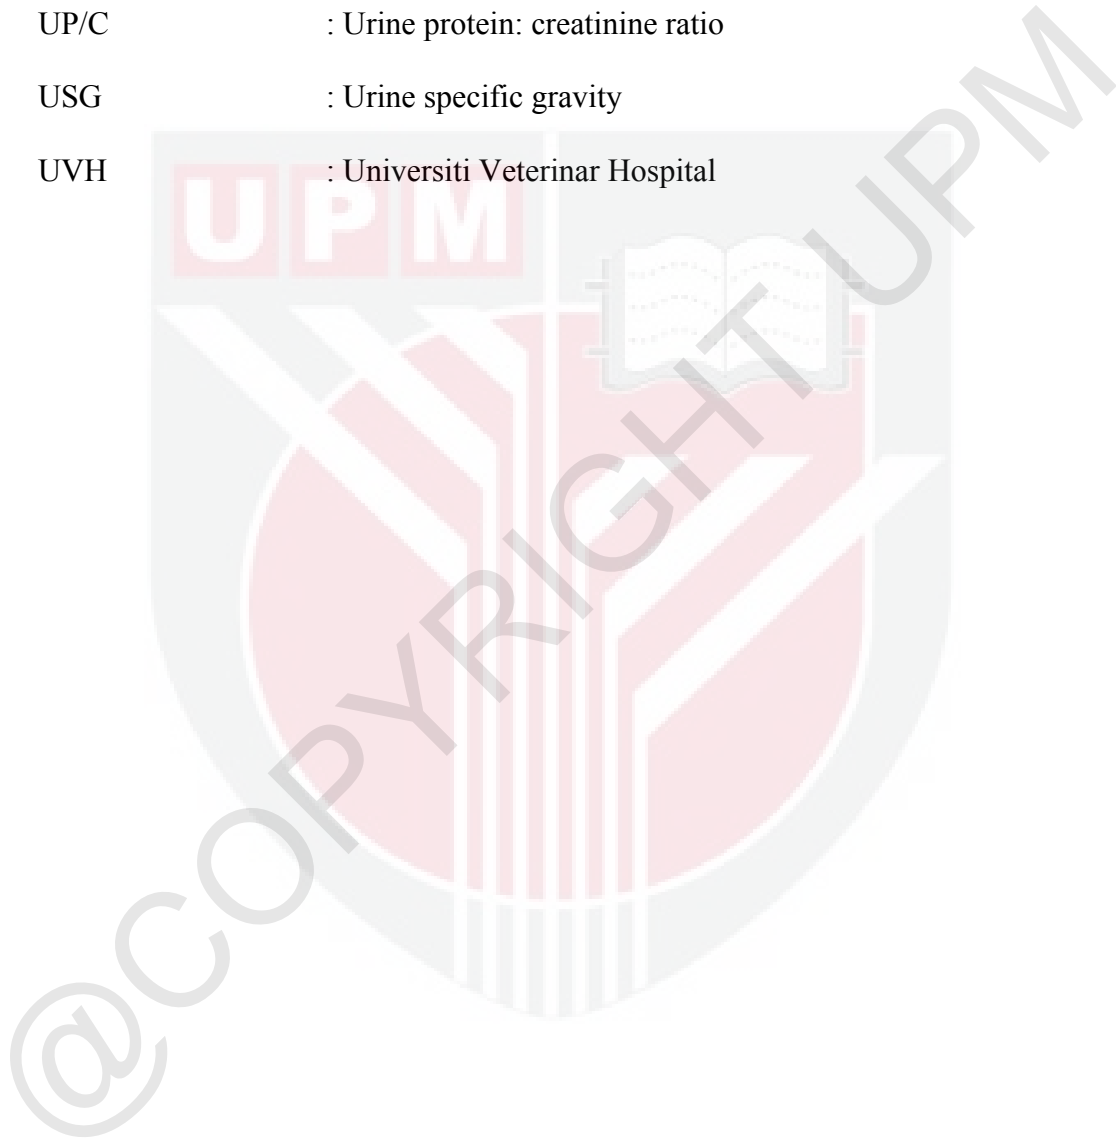 UP/C : Urine protein: creatinine ratio
USG : Urine specific gravity
UVH : Universiti Veterinar Hospital
UPM
@COPYRIGHT UPM